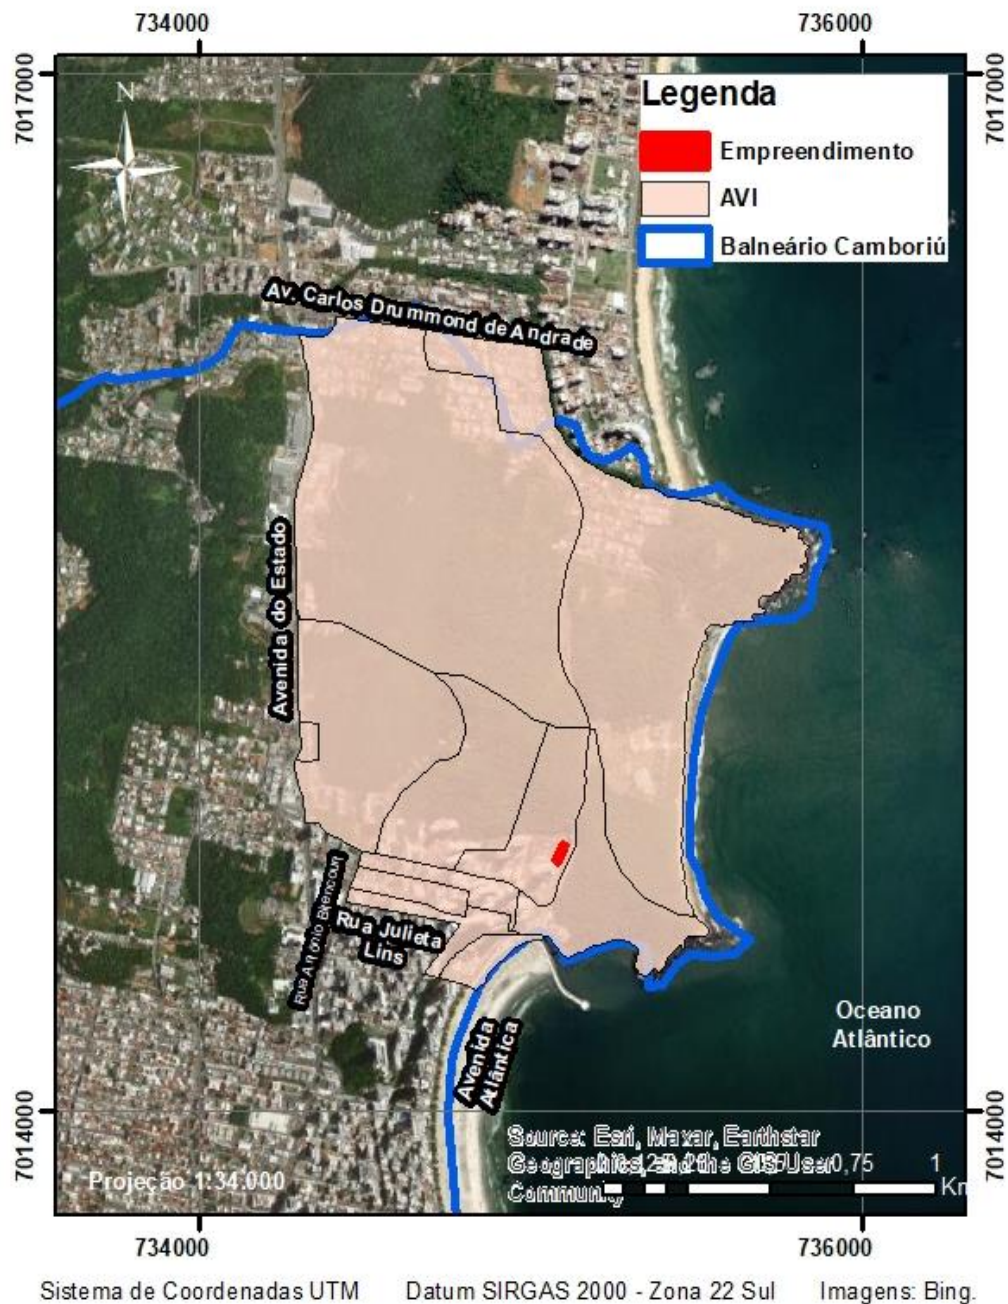 734000 736000
7017000 7017000
N
Legenda
Empreendimento
AVI
Balneário Camboriú
Av. Carlos Drummond de Andrade
Avenida do Estado
Rua Antônio Bitencourt
Rua Julieta
Lins
Avenida
Atlântica
Oceano
Atlântico
7014000 7014000
Source: Esri, Maxar, Earthstar
Geographics, and the GIS User
Community
0,75 1
Km
Projeção 1:34.000
734000 736000
Sistema de Coordenadas UTM Datum SIRGAS 2000 - Zona 22 Sul Imagens: Bing.